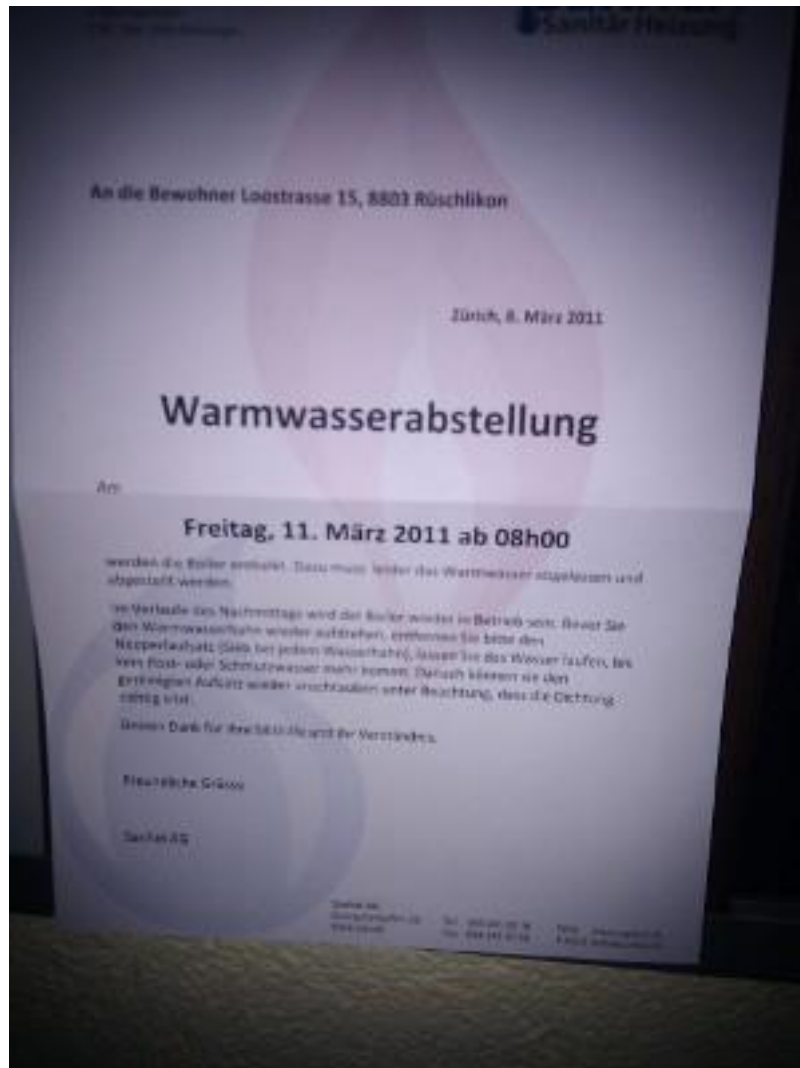 Sanitär Heizung
An die Bewohner Loostrasse 15, 8803 Rüschlikon
Zürich, 8. März 2011
Warmwasserabstellung
Am
Freitag, 11. März 2011 ab 08h00
werden die Boiler entkalkt. Dazu muss leider das Warmwasser abgelassen und
abgestellt werden.
Im Verlaufe des Nachmittags wird der Boiler wieder in Betrieb sein. Bevor Sie
den Warmwasserhahn wieder aufdrehen, entfernen Sie bitte den
(Sieb bei jedem Wasserhahn), lassen Sie das Wasser laufen, bis
kein Rost- oder Schmutzwasser mehr kommt. Danach können sie den
gereinigten Aufsatz wieder anschrauben unter Beachtung, dass die Dichtung
richtig sitzt.
Besten Dank für Ihre Mithilfe und Ihr Verständnis.
Freundliche Grüsse